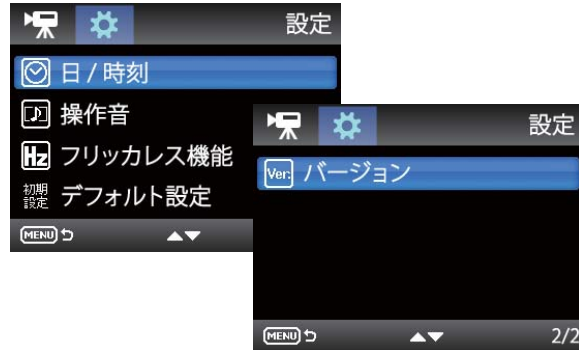 設定
日 / 時刻
操作音
Hz フリッカレス機能
初期設定 デフォルト設定
MENU
設定
Ver. バージョン
MENU 2/2